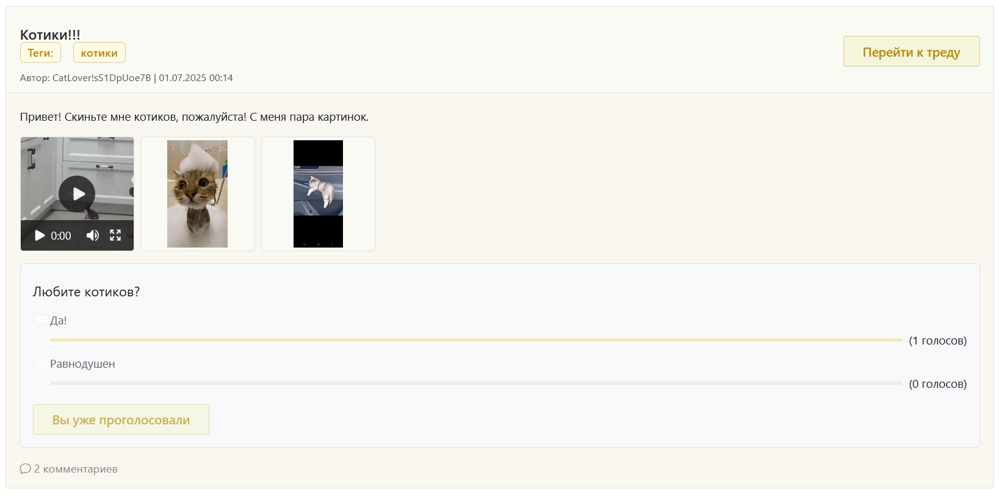 Котики!!!
Теги: котики
Перейти к треду
Автор: CatLover!sS1DpUoe7B | 01.07.2025 00:14
Привет! Скиньте мне котиков, пожалуйста! С меня пара картинок.
0:00
Любите котиков?
Да!
(1 голосов)
Равнодушен
(0 голосов)
Вы уже проголосовали
2 комментариев